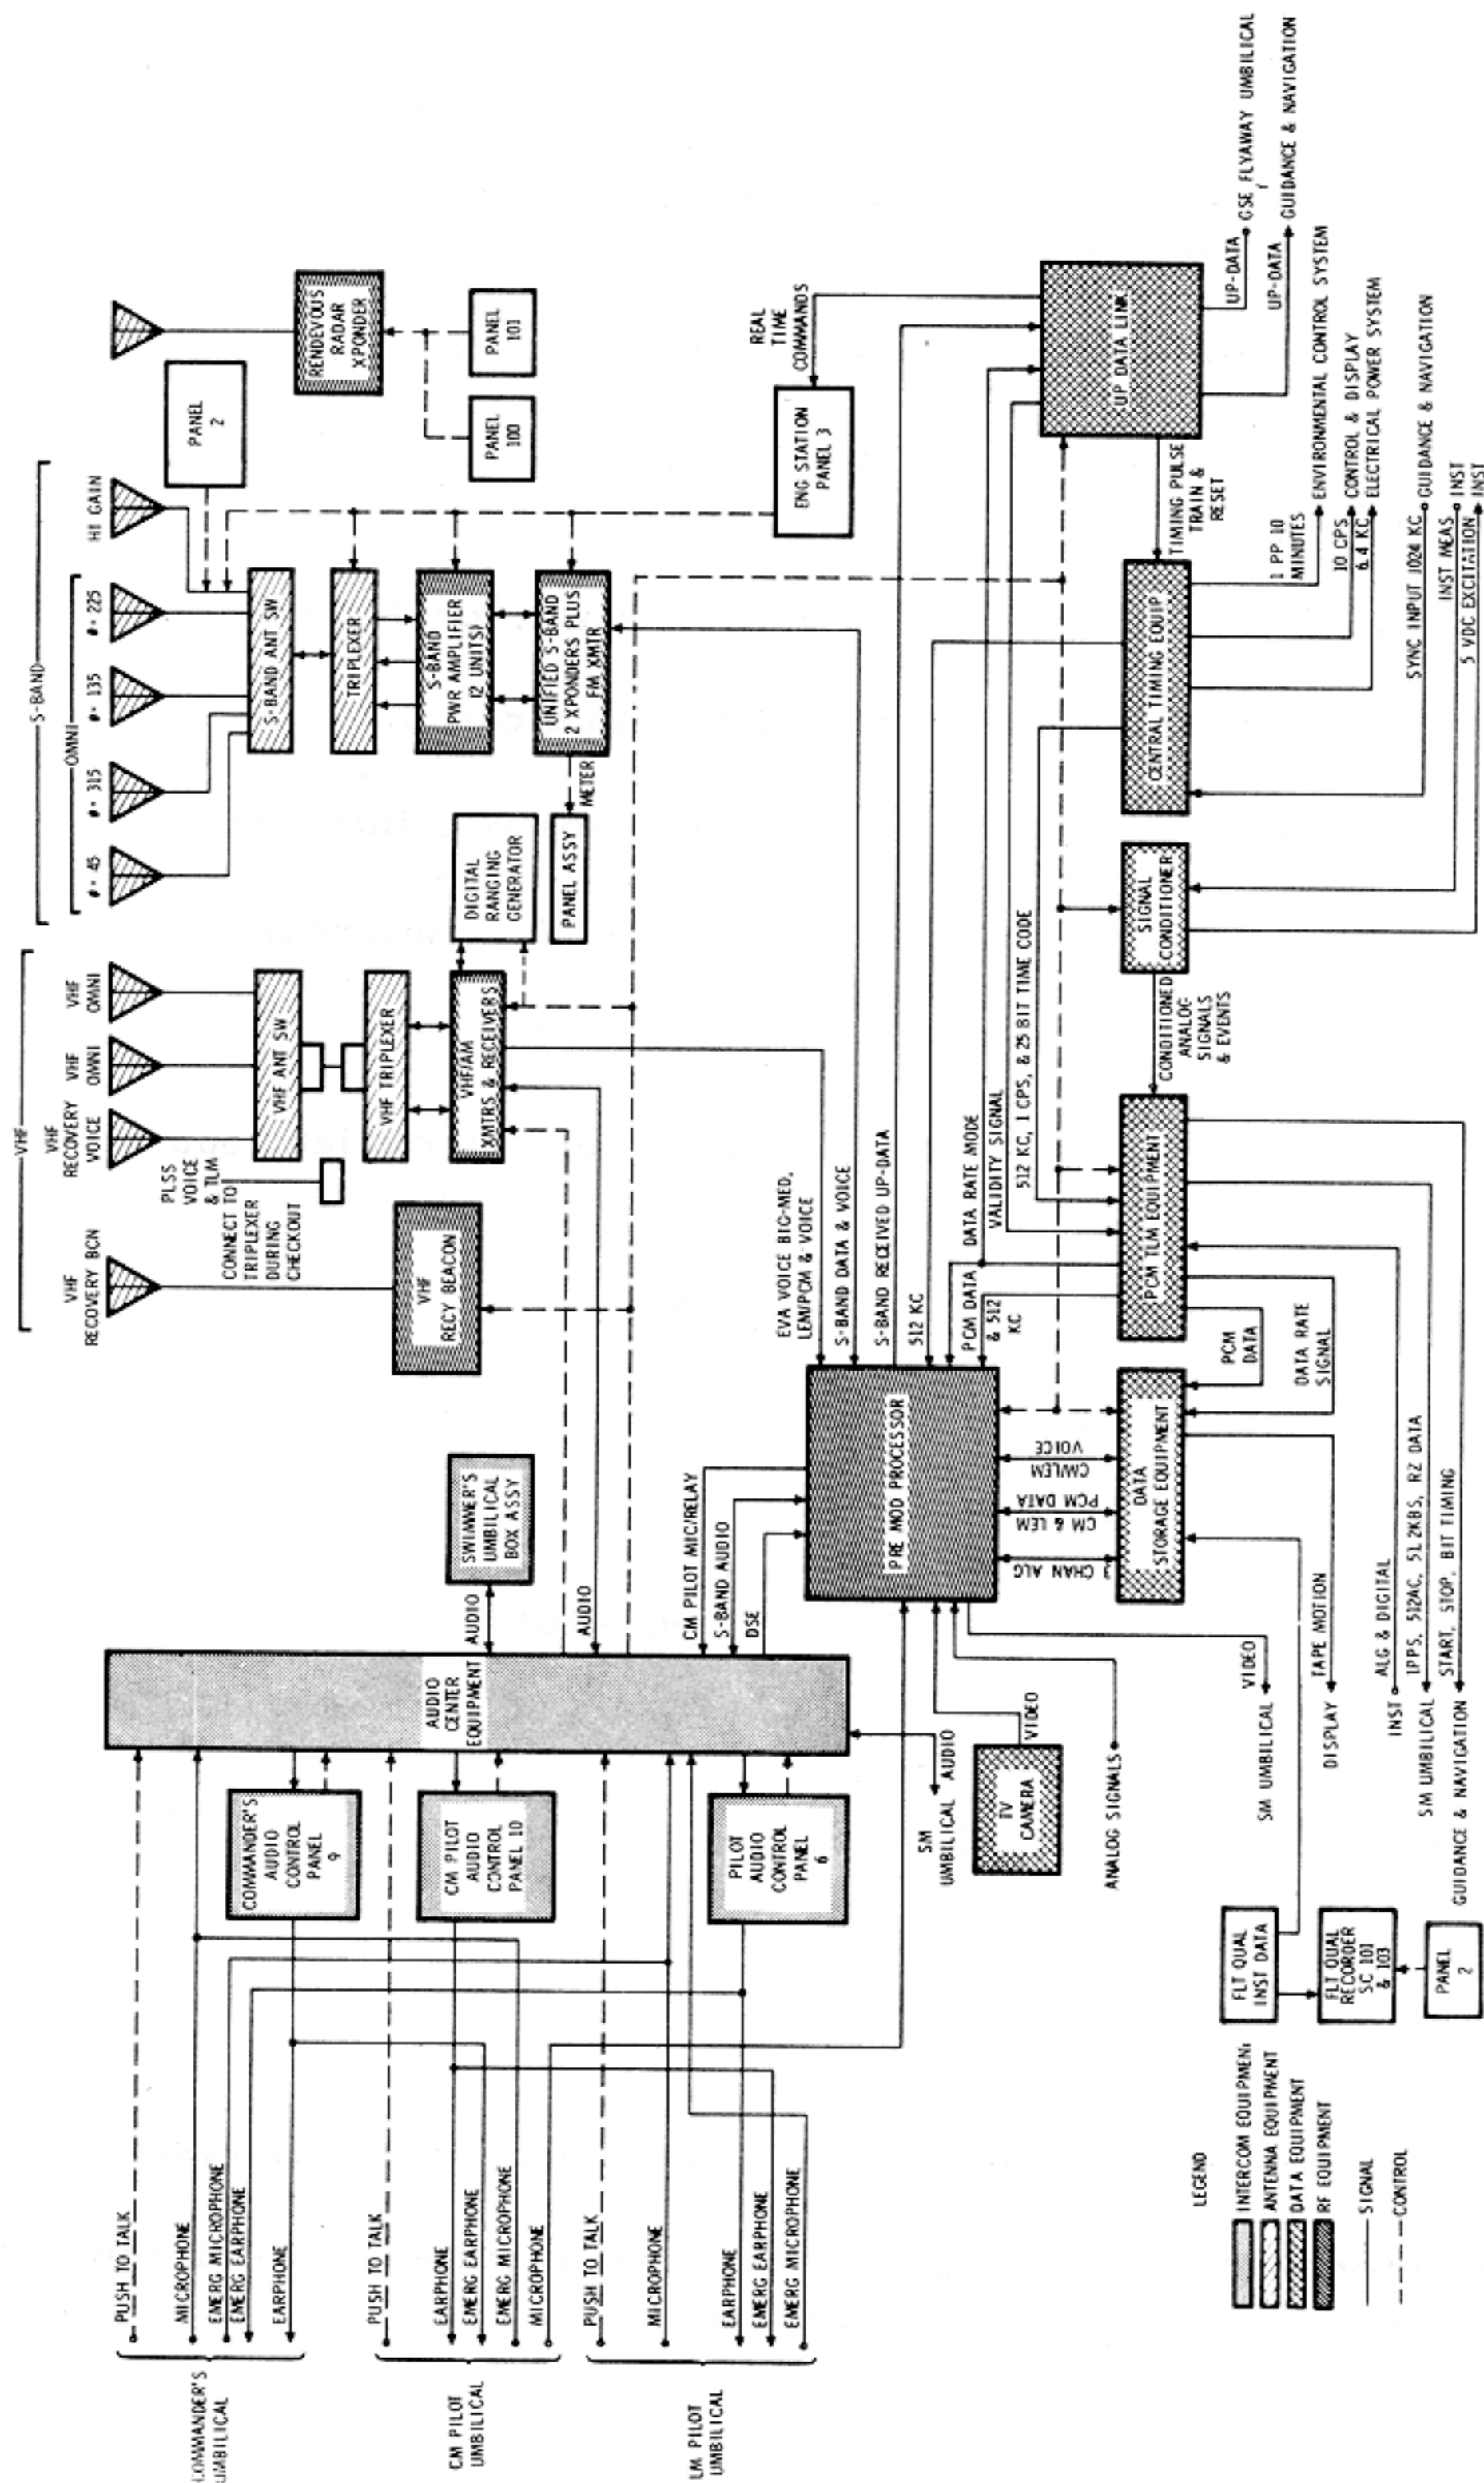 VHF
VHF
RECOVERY BCN
VHF
RECOVERY
VOICE
VHF
OMNI
VHF
OMNI
S-BAND
OMNI
ø- 45
ø- 315
ø- 135
ø- 225
HI GAIN
PLSS
VOICE
& TLM
CONNECT TO
TRIPLEXER
DURING
CHECKOUT
VHF ANT SW
VHF TRIPLEXER
VHF/AM
XMTRS & RECEIVERS
VHF
RECY BEACON
DIGITAL
RANGING
GENERATOR
PANEL ASSY
METER
S-BAND ANT SW
TRIPLEXER
S-BAND
PWR AMPLIFIER
(2 UNITS)
UNIFIED S-BAND
2 XPONDERS PLUS
FM XMTR
PANEL
2
RENDEVOUS
RADAR
XPONDER
PANEL
100
PANEL
101
ENG STATION
PANEL 3
REAL
TIME
COMMANDS
SWIMMER'S
UMBILICAL
BOX ASSY
AUDIO
AUDIO
AUDIO
CENTER
EQUIPMENT
PUSH TO TALK
MICROPHONE
EMERG MICROPHONE
EMERG EARPHONE
EARPHONE
COMMANDER'S
UMBILICAL
PUSH TO TALK
EARPHONE
EMERG EARPHONE
EMERG MICROPHONE
MICROPHONE
CM PILOT
UMBILICAL
PUSH TO TALK
MICROPHONE
EARPHONE
EMERG EARPHONE
EMERG MICROPHONE
LM PILOT
UMBILICAL
COMMANDER'S
AUDIO
CONTROL
PANEL
9
CM PILOT
AUDIO
CONTROL
PANEL 10
PILOT
AUDIO
CONTROL
PANEL
6
CM PILOT MIC/RELAY
S-BAND AUDIO
DSE
EVA VOICE BIO-MED,
LEM/PCM & VOICE
S-BAND DATA & VOICE
S-BAND RECEIVED UP-DATA
512 KC
PCM DATA
& 512
KC
DATA RATE MODE
VALIDITY SIGNAL
512 KC, 1 CPS, & 25 BIT TIME CODE
PRE MOD PROCESSOR
SM
UMBILICAL AUDIO
TV
CAMERA
VIDEO
ANALOG SIGNALS
3 CHAN ALG
CM & LEM
PCM DATA
CM/LEM
VOICE
DATA
STORAGE EQUIPMENT
PCM
DATA
DATA RATE
SIGNAL
PCM TLM EQUIPMENT
CONDITIONED
ANALOG
SIGNALS
& EVENTS
SIGNAL
CONDITIONER
CENTRAL TIMING EQUIP
TIMING PULSE
TRAIN &
RESET
UP DATA LINK
UP-DATA
GSE FLYAWAY UMBILICAL
UP-DATA
GUIDANCE & NAVIGATION
1 PP 10
MINUTES
ENVIRONMENTAL CONTROL SYSTEM
10 CPS
CONTROL & DISPLAY
6.4 KC
ELECTRICAL POWER SYSTEM
SYNC INPUT 1024 KC
GUIDANCE & NAVIGATION
INST MEAS
INST
5 VDC EXCITATION
INST
SM UMBILICAL
VIDEO
DISPLAY
TAPE MOTION
INST
ALG & DIGITAL
SM UMBILICAL
1PPS, 512AC, 51.2KBS, RZ DATA
GUIDANCE & NAVIGATION
START, STOP, BIT TIMING
FLT QUAL
INST DATA
FLT QUAL
RECORDER
SC 101
& 103
PANEL
2
LEGEND
INTERCOM EQUIPMENT
ANTENNA EQUIPMENT
DATA EQUIPMENT
RF EQUIPMENT
SIGNAL
CONTROL